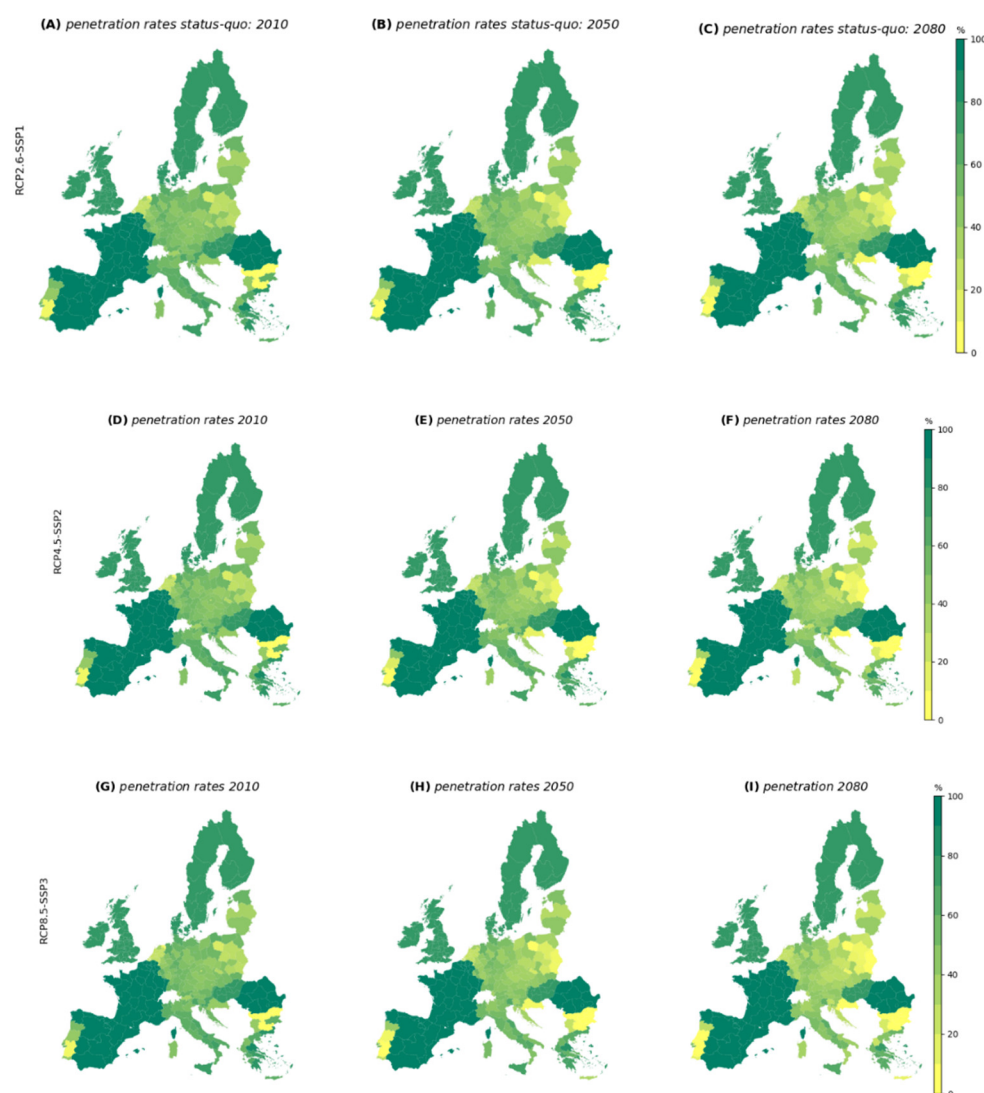 (A) penetration rates status-quo: 2010
(B) penetration rates status-quo: 2050
(C) penetration rates status-quo: 2080
%
100
80
60
40
20
0
RCP2.6-SSP1
(D) penetration rates 2010
(E) penetration rates 2050
(F) penetration rates 2080
%
100
80
60
40
20
0
RCP4.5-SSP2
(G) penetration rates 2010
(H) penetration rates 2050
(I) penetration 2080
%
100
80
60
40
20
0
RCP8.5-SSP3